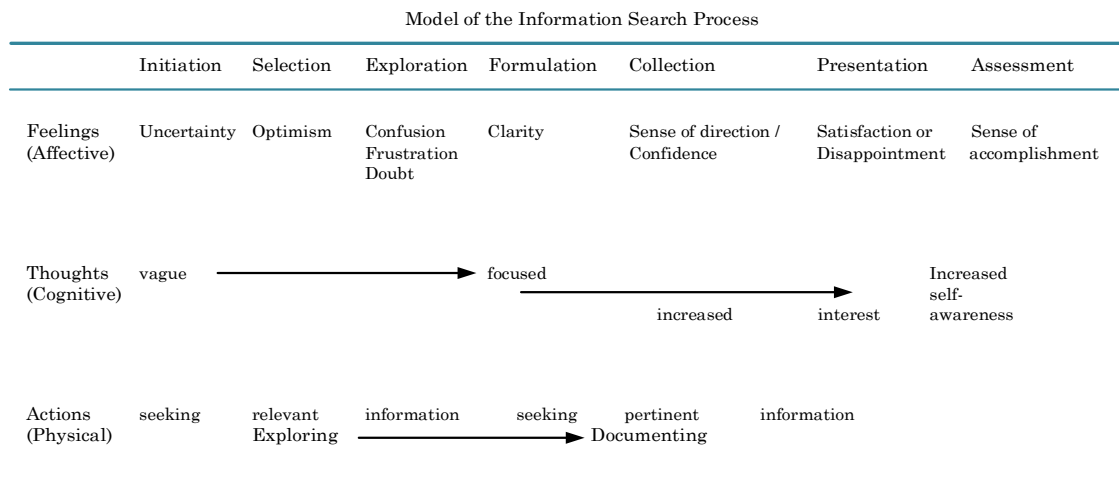 Model of the Information Search Process
Initiation Selection Exploration Formulation Collection Presentation Assessment
Feelings Uncertainty Optimism Confusion Clarity Sense of direction / Satisfaction or Sense of
(Affective) Frustration Confidence Disappointment accomplishment
Doubt
Thoughts vague focused Increased
(Cognitive) self-
increased interest awareness
Actions seeking relevant information seeking pertinent information
(Physical) Exploring Documenting